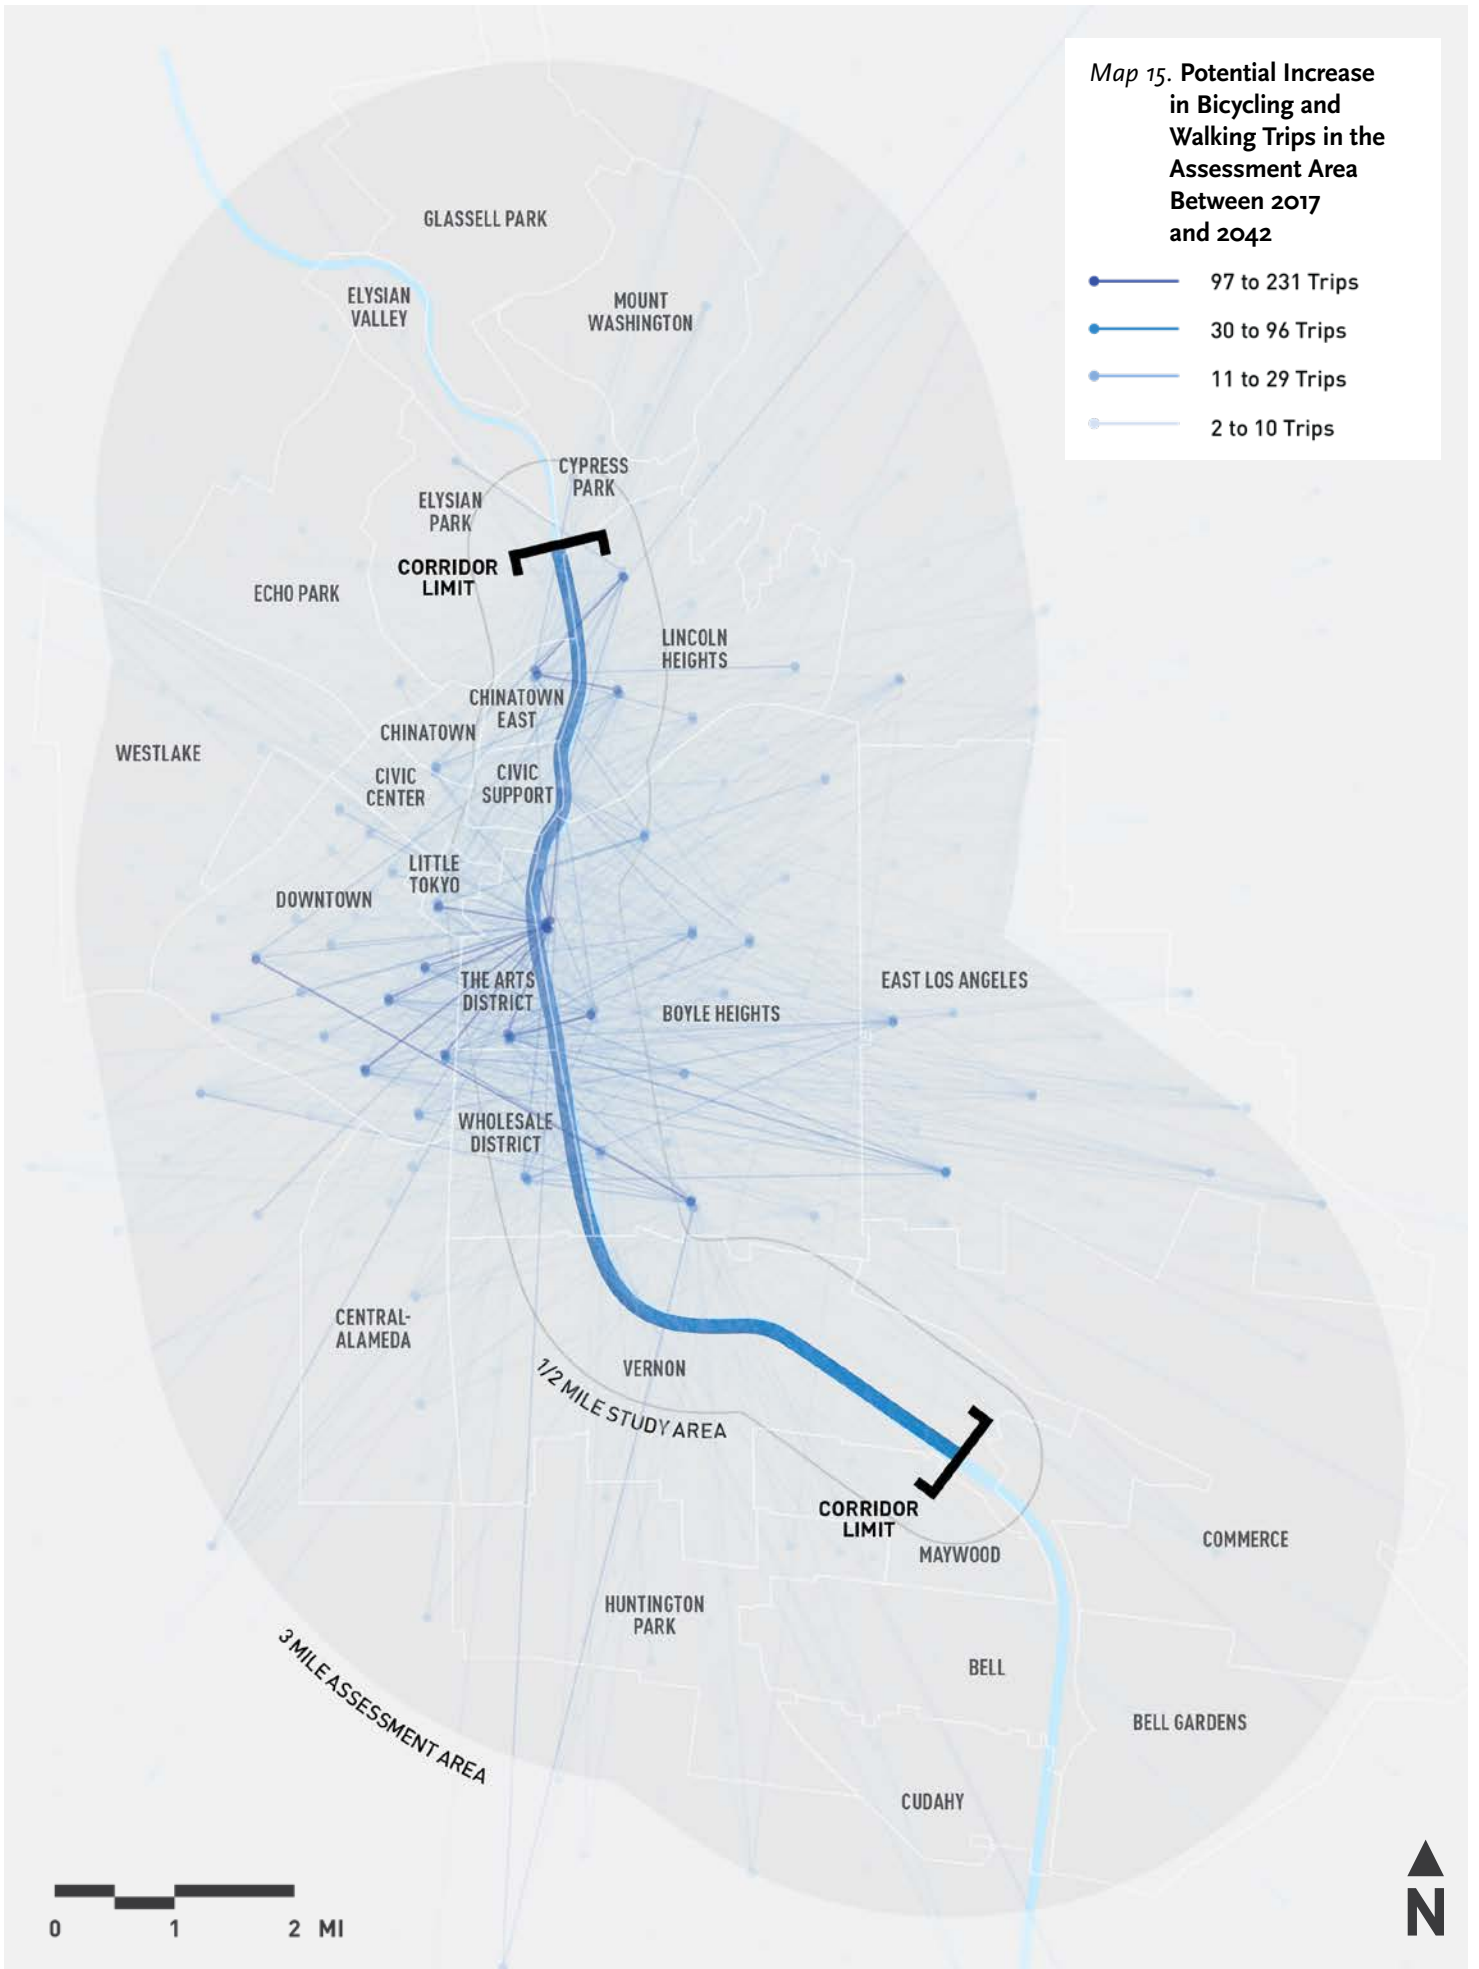 Map 15. Potential Increase
in Bicycling and
Walking Trips in the
Assessment Area
Between 2017
and 2042
97 to 231 Trips
30 to 96 Trips
11 to 29 Trips
2 to 10 Trips
GLASSELL PARK
ELYSIAN
VALLEY
MOUNT
WASHINGTON
CYPRESS
PARK
ELYSIAN
PARK
CORRIDOR
LIMIT
ECHO PARK
LINCOLN
HEIGHTS
CHINATOWN
EAST
CHINATOWN
WESTLAKE
CIVIC
CENTER
CIVIC
SUPPORT
LITTLE
TOKYO
DOWNTOWN
THE ARTS
DISTRICT
EAST LOS ANGELES
BOYLE HEIGHTS
WHOLESALE
DISTRICT
CENTRAL-
ALAMEDA
VERNON
1/2 MILE STUDY AREA
CORRIDOR
LIMIT
MAYWOOD
COMMERCE
HUNTINGTON
PARK
3 MILE ASSESSMENT AREA
BELL
BELL GARDENS
CUDAHY
0 1 2 MI
N